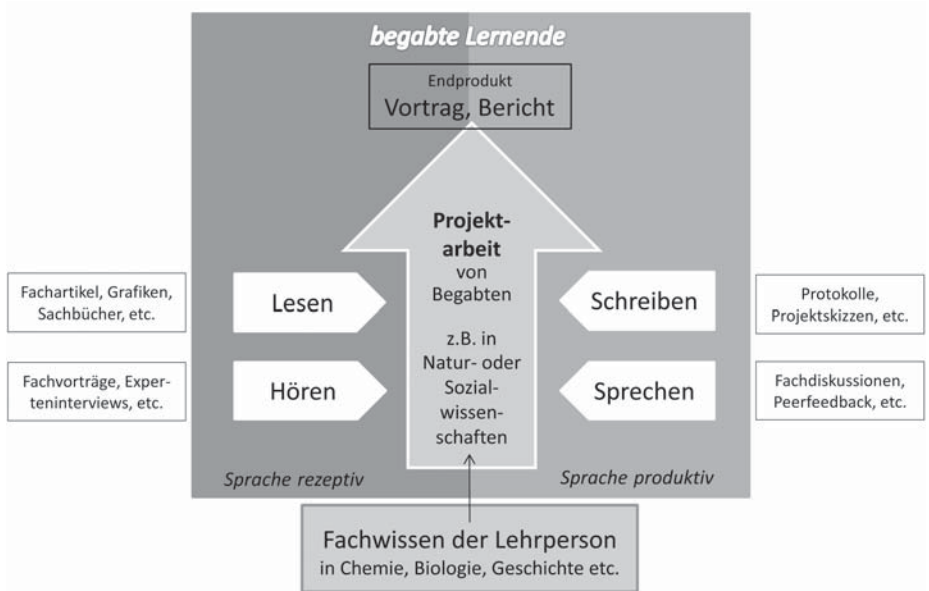 begabte Lernende
Endprodukt
Vortrag, Bericht
Projekt-
arbeit
von
Begabten
z.B. in
Natur- oder
Sozial-
wissen-
schaften
Fachartikel, Grafiken,
Sachbücher, etc.
Lesen
Schreiben
Protokolle,
Projektskizzen, etc.
Fachvorträge, Exper-
teninterviews, etc.
Hören
Sprechen
Fachdiskussionen,
Peerfeedback, etc.
Sprache rezeptiv
Sprache produktiv
Fachwissen der Lehrperson
in Chemie, Biologie, Geschichte etc.